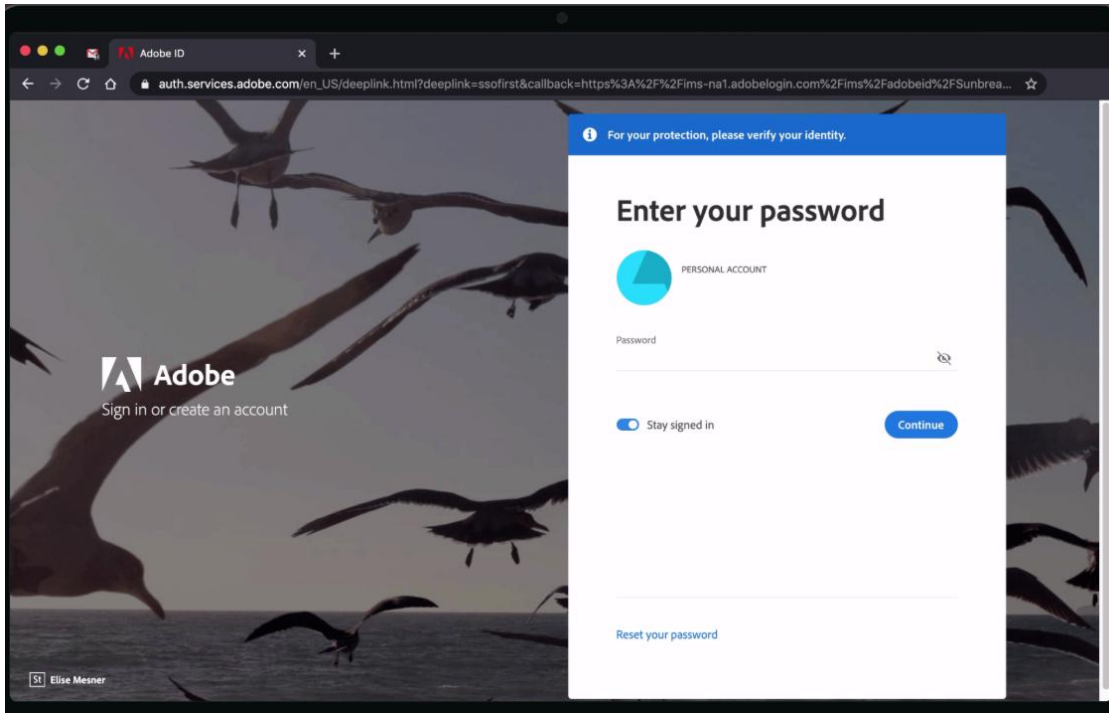 Adobe ID
auth.services.adobe.com/en_US/deeplink.html?deeplink=ssofirst&callback=https%3A%2F%2Fims-na1.adobelogin.com%2Fims%2Fadobeid%2FSunbrea...
For your protection, please verify your identity.
Enter your password
PERSONAL ACCOUNT
Password
Stay signed in
Continue
Reset your password
Adobe
Sign in or create an account
St Elise Mesner